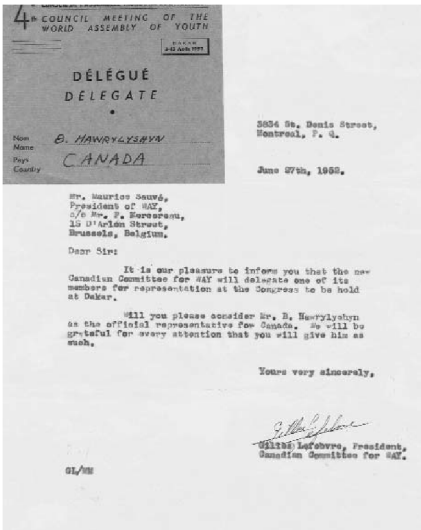 4th COUNCIL MEETING OF THE
WORLD ASSEMBLY OF YOUTH
DAKAR
DÉLÉGUÉ
DELEGATE
Nom
Name
B. HAWRYLYSHYN
Pays
Country
CANADA
3834 St. Denis Street,
Montreal, P. Q.
June 27th, 1952.
Mr. Maurice Sauvé,
President of WAY,
c/o Mr. F.
15 D'Arlon Street,
Brussels, Belgium.
Dear Sir:
It is our pleasure to inform you that the new
Canadian Committee for WAY will delegate one of its
members for representation at the Congress to be held
at Dakar.
Will you please consider Mr. B. Hawrylyshyn
as the official representative for Canada. We will be
grateful for every attention that you will give him as
such.
Yours very sincerely,
Gilles Lefebvre
Gilles Lefebvre, President,
Canadian Committee for WAY.
GL/MM